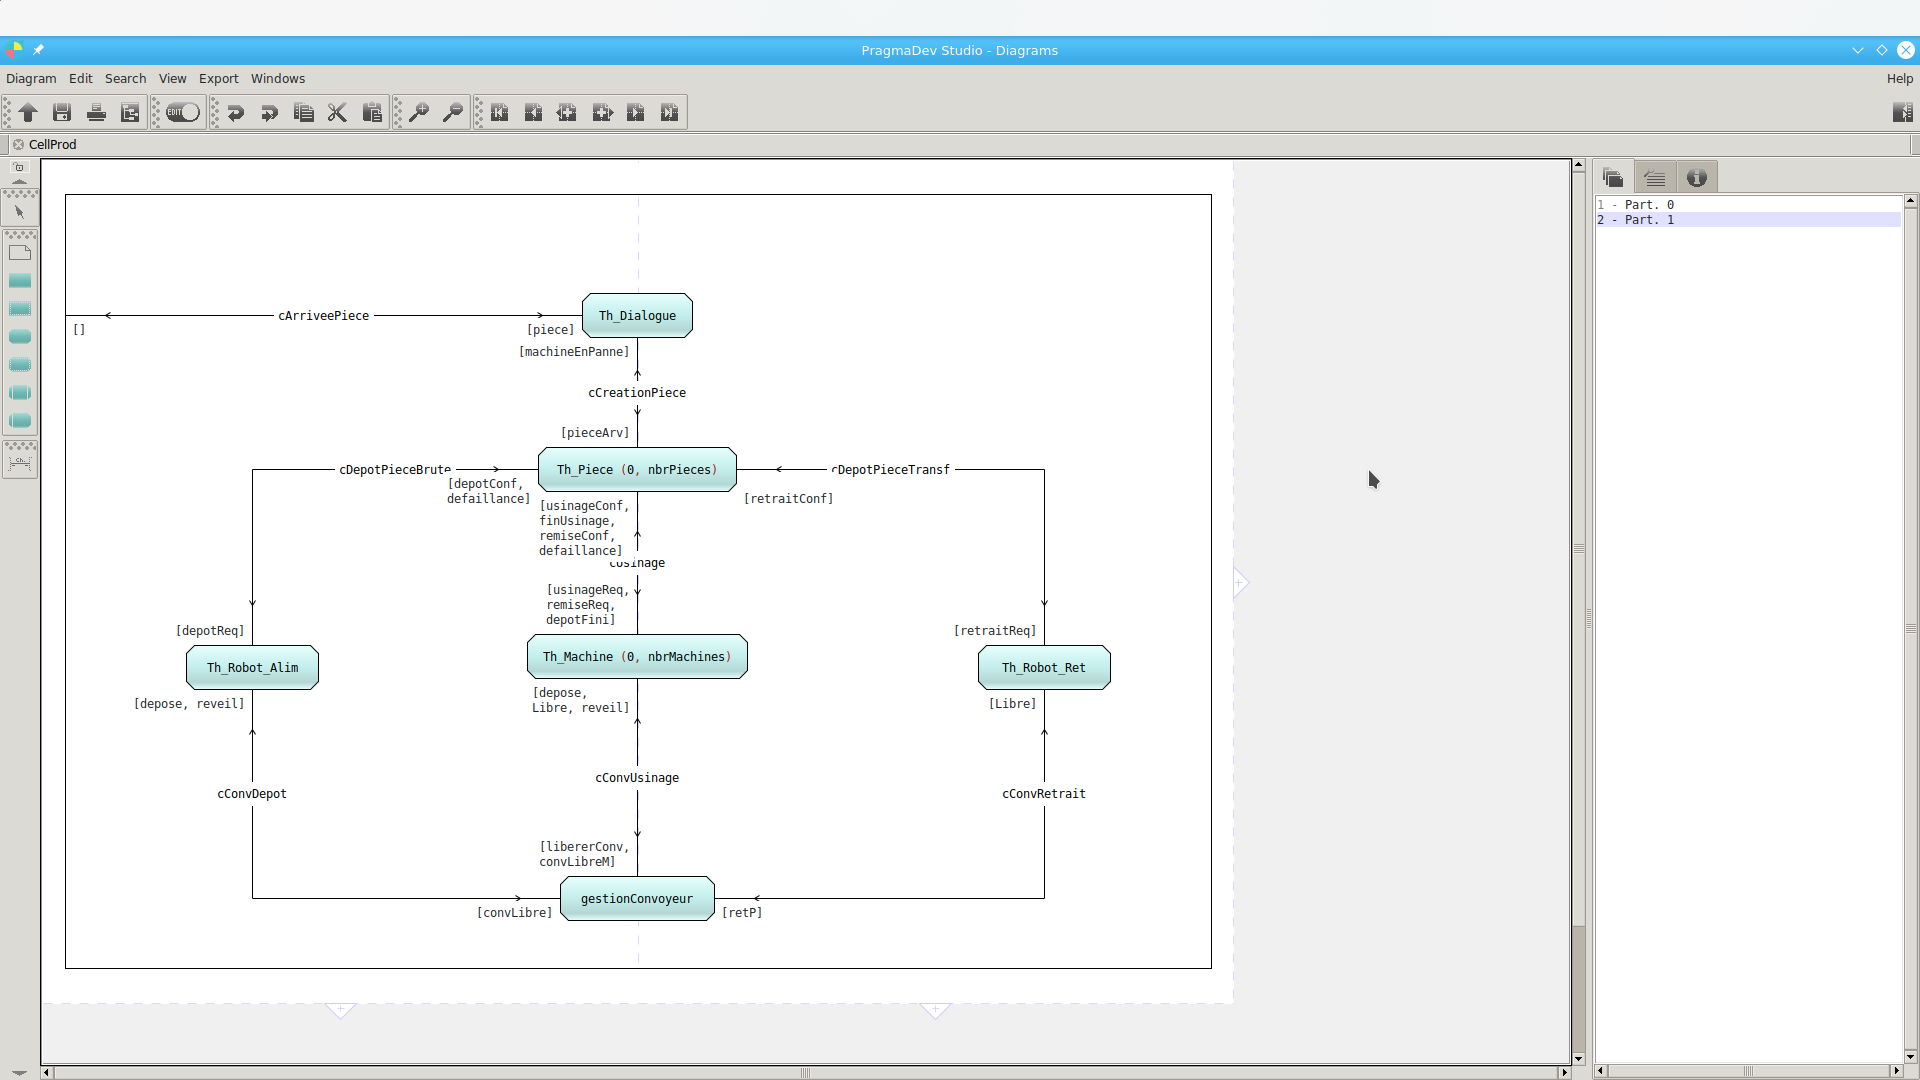 PragmaDev Studio - Diagrams
Diagram Edit Search View Export Windows Help
EDIT
CellProd
1 - Part. 0
2 - Part. 1
cArriveePiece
Th_Dialogue
[]
[piece]
[machineEnPanne]
cCreationPiece
[pieceArv]
cDepotPieceBrute
Th_Piece (0, nbrPieces)
cDepotPieceTransf
[depotConf,
defaillance]
[retraitConf]
[usinageConf,
finUsinage,
remiseConf,
defaillance]
cUsinage
[usinageReq,
remiseReq,
depotFini]
[depotReq]
[retraitReq]
Th_Robot_Alim
Th_Machine (0, nbrMachines)
Th_Robot_Ret
[depose, reveil]
[depose,
Libre, reveil]
[Libre]
cConvUsinage
cConvDepot
cConvRetrait
[libererConv,
convLibreM]
gestionConvoyeur
[convLibre]
[retP]